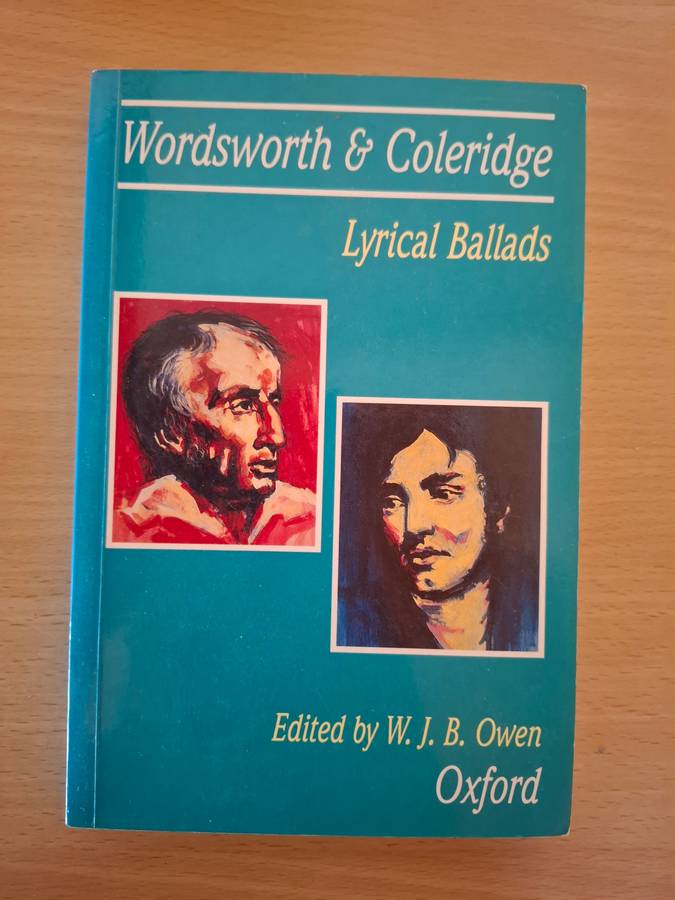 Wordsworth & Coleridge
Lyrical Ballads
Edited by W. J. B. Owen
Oxford